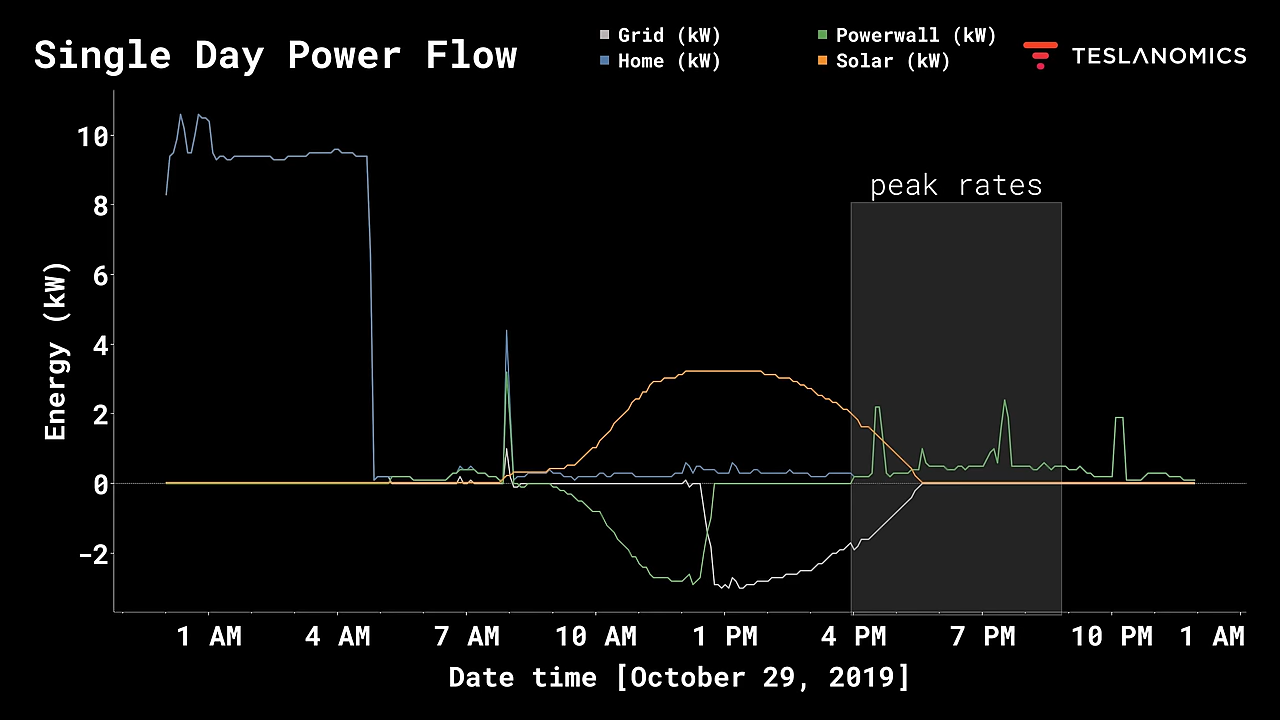 Single Day Power Flow
Grid (kW)
Powerwall (kW)
Home (kW)
Solar (kW)
TESLANOMICS
peak rates
Energy (kW)
10
8
6
4
2
0
−2
1 AM 4 AM 7 AM 10 AM 1 PM 4 PM 7 PM 10 PM 1 AM
Date time [October 29, 2019]